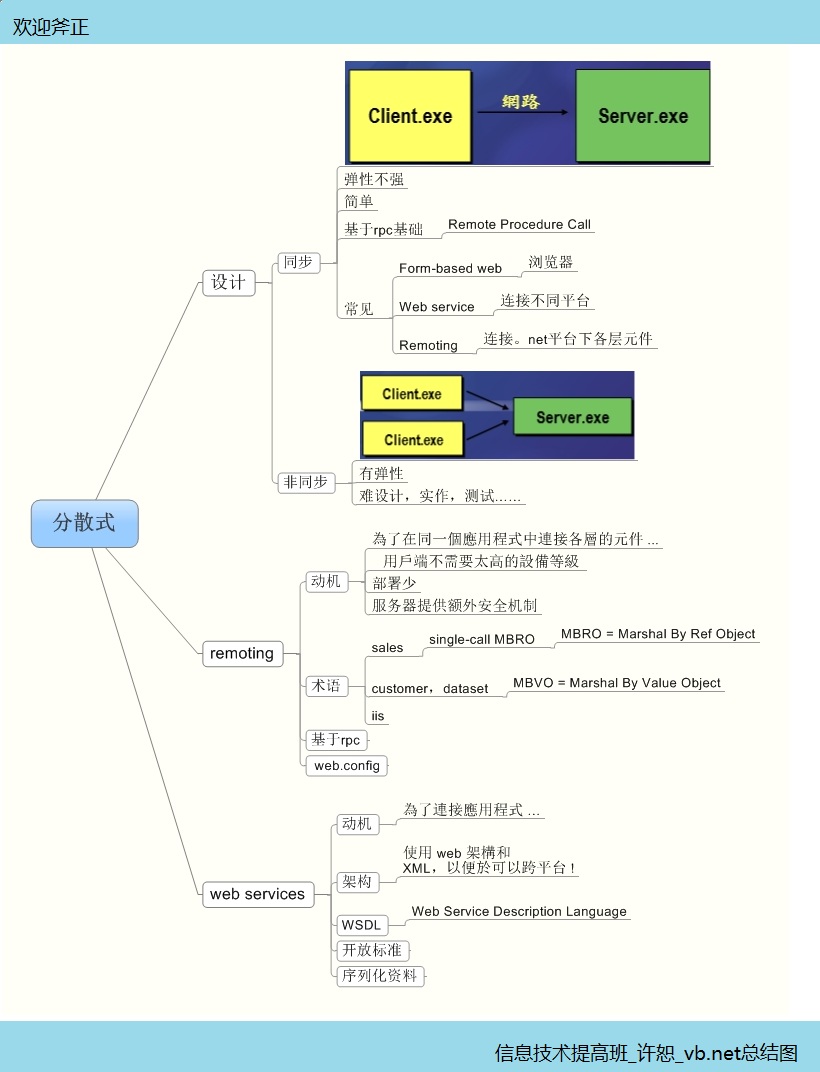 欢迎斧正
Client.exe
網路
Server.exe
弹性不强
简单
基于rpc基础
Remote Procedure Call
同步
设计
常见
Form-based web
浏览器
Web service
连接不同平台
Remoting
连接。net平台下各层元件
Client.exe
Client.exe
Server.exe
非同步
有弹性
难设计，实作，测试……
分散式
remoting
动机
為了在同一個應用程式中連接各層的元件 ...
用戶端不需要太高的設備等級
部署少
服务器提供额外安全机制
术语
sales
single-call MBRO
MBRO = Marshal By Ref Object
customer，dataset
MBVO = Marshal By Value Object
iis
基于rpc
web.config
web services
动机
為了連接應用程式 ...
架构
使用 web 架構和
XML，以便於可以跨平台！
WSDL
Web Service Description Language
开放标准
序列化资料
信息技术提高班_许恕_vb.net总结图